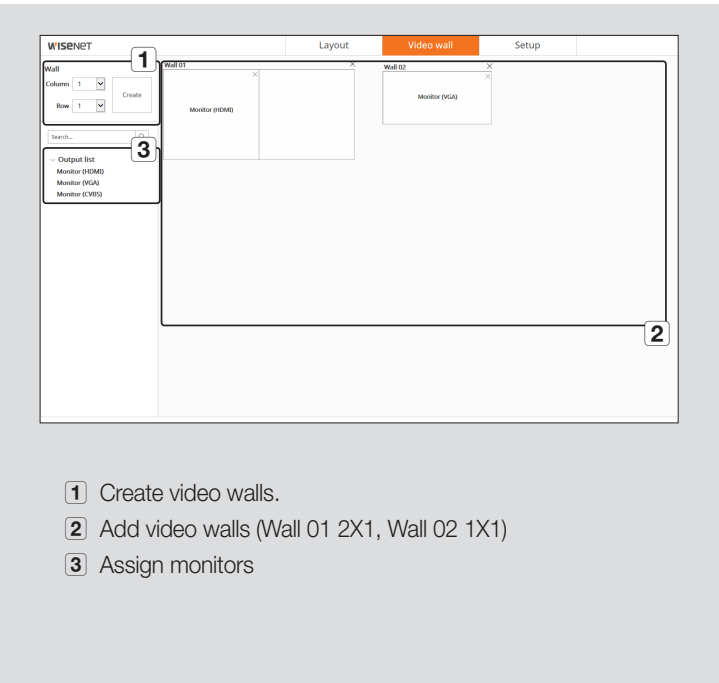 WISENET
Layout Video wall Setup
1
Wall
Column 1
Create
Row 1
Search...
3
Output list
Monitor (HDMI)
Monitor (VGA)
Monitor (CVBS)
Wall 01
Monitor (HDMI)
Wall 02
Monitor (VGA)
2
1 Create video walls.
2 Add video walls (Wall 01 2X1, Wall 02 1X1)
3 Assign monitors